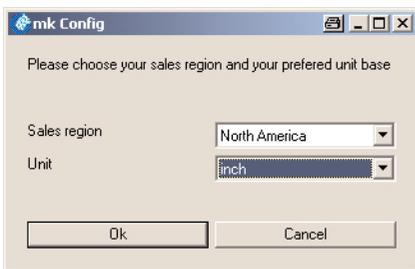 mk Config
Please choose your sales region and your prefered unit base
Sales region North America
Unit inch
Ok Cancel